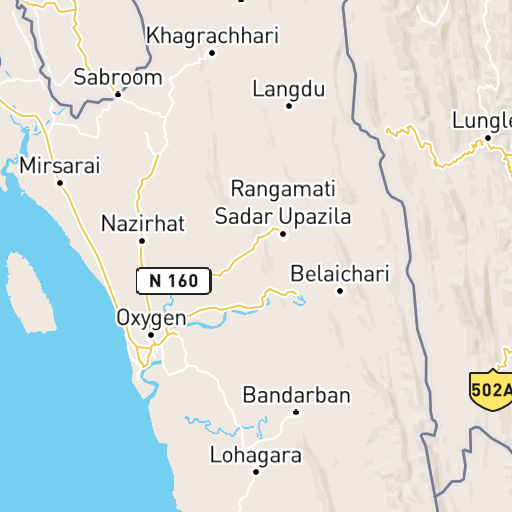 Khagrachhari
Sabroom
Langdu
Lungle
Mirsarai
Rangamati
Sadar Upazila
Nazirhat
N 160
Belaichari
Oxygen
502A
Bandarban
Lohagara